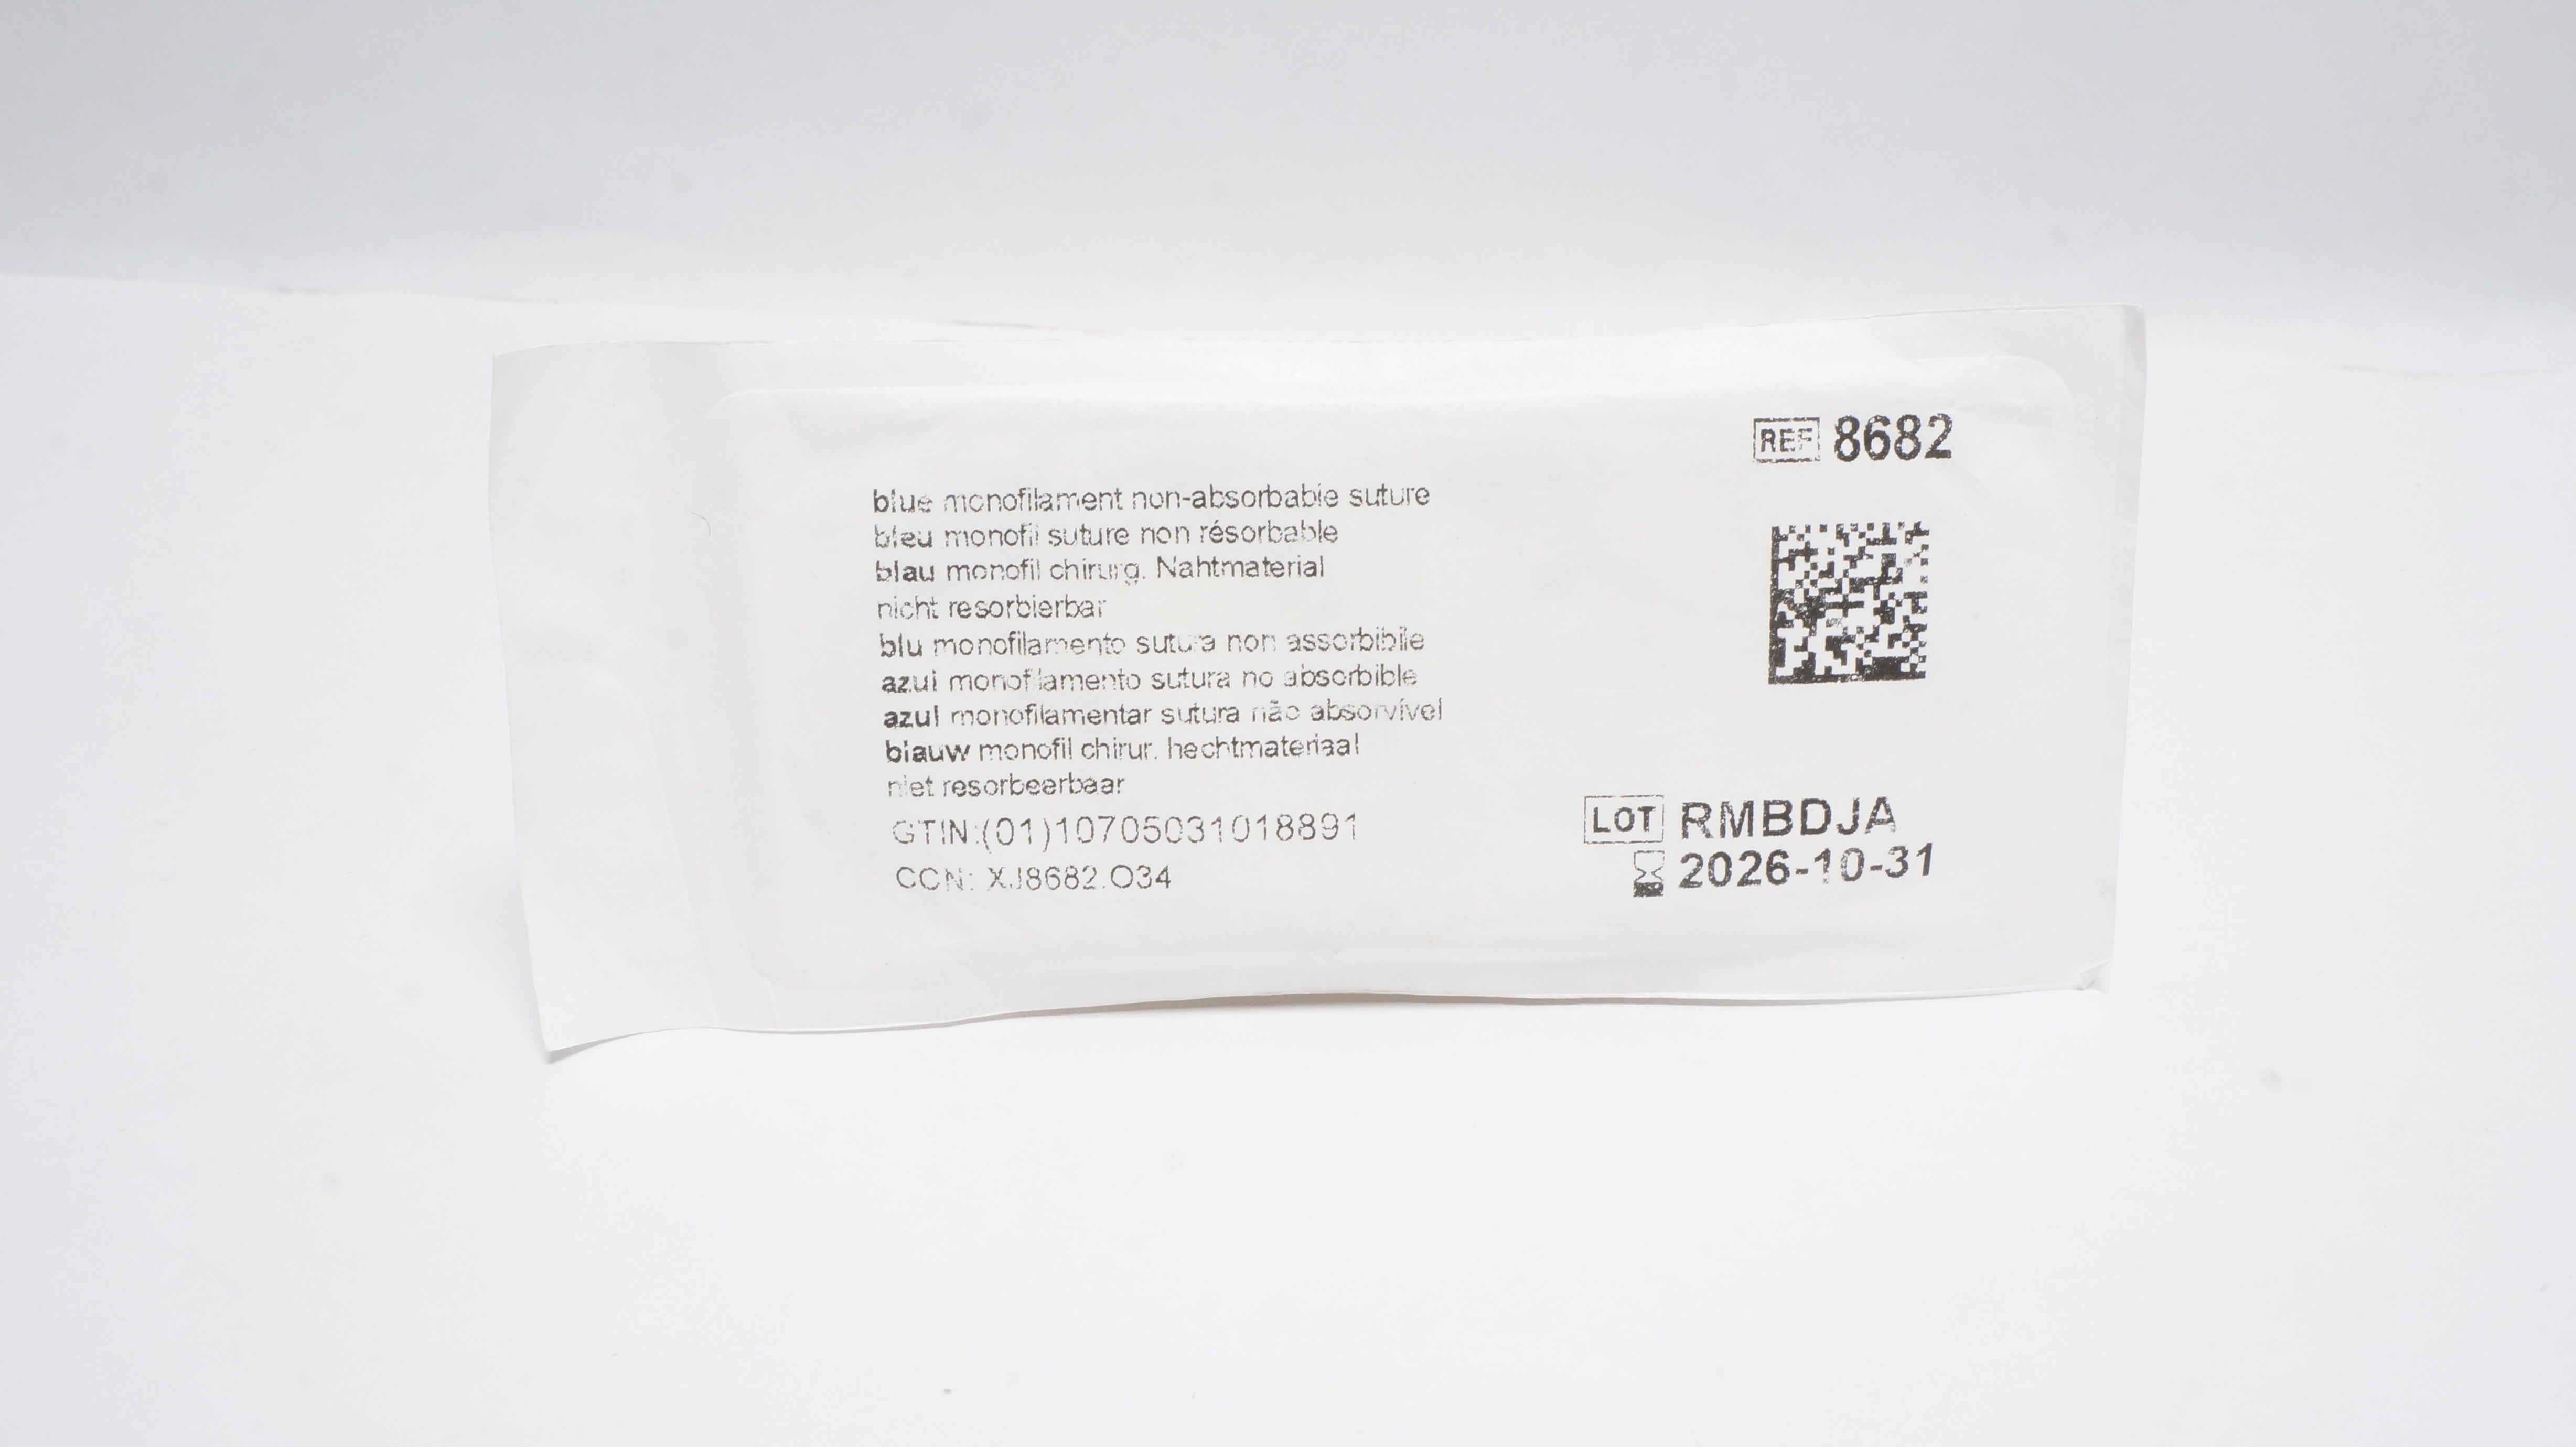 REF 8682
blue monofilament non-absorbable suture
bleu monofil suture non résorbable
blau monofil chirurg. Nahtmaterial
nicht resorbierbar
blu monofilamento sutura non assorbibile
azul monofilamento sutura no absorbible
azul monofilamentar sutura não absorvível
blauw monofil chirur. hechtmateriaal
niet resorbeerbaar
GTIN:(01)10705031018891
CCN: XJ8682.O34
LOT RMBDJA
2026-10-31